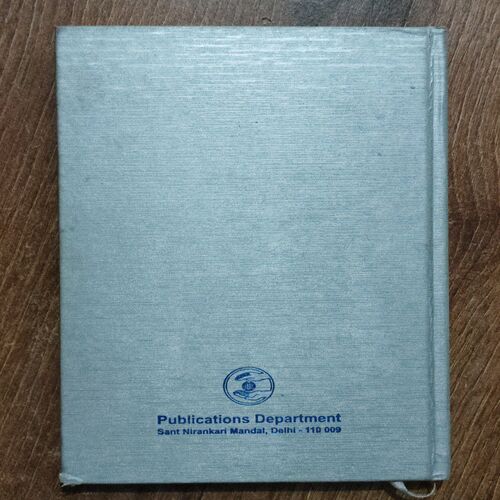 Publications Department
Sant Nirankari Mandal, Delhi - 110 009